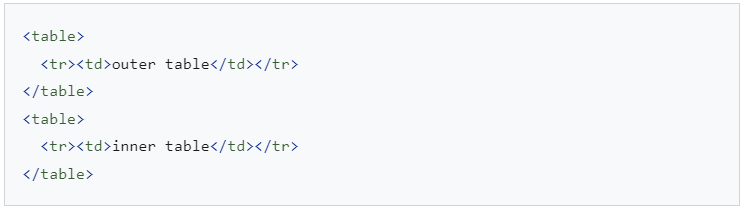 <table>
  <tr><td>outer table</td></tr>
</table>
<table>
  <tr><td>inner table</td></tr>
</table>